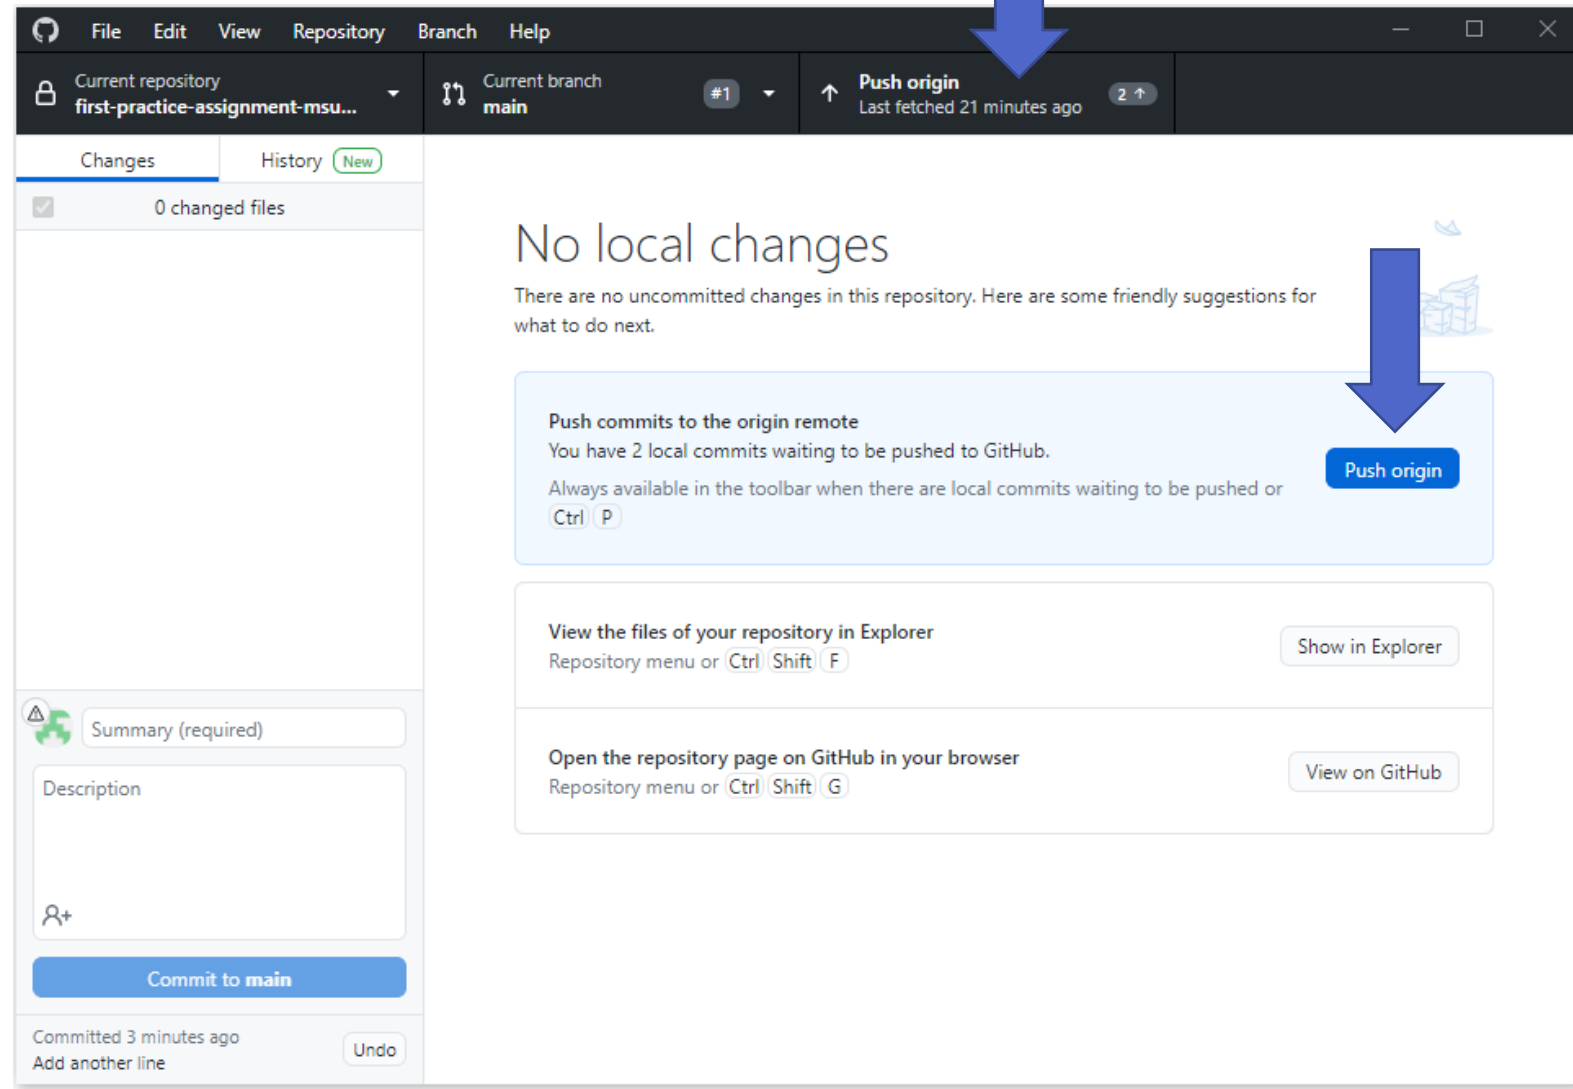 File Edit View Repository Branch Help
Current repository
first-practice-assignment-msu...
Current branch
main
#1
Push origin
Last fetched 21 minutes ago
2 ↑
Changes
History New
0 changed files
No local changes
There are no uncommitted changes in this repository. Here are some friendly suggestions for
what to do next.
Push commits to the origin remote
You have 2 local commits waiting to be pushed to GitHub.
Always available in the toolbar when there are local commits waiting to be pushed or
Ctrl P
Push origin
View the files of your repository in Explorer
Repository menu or Ctrl Shift F
Show in Explorer
Open the repository page on GitHub in your browser
Repository menu or Ctrl Shift G
View on GitHub
Summary (required)
Description
Commit to main
Committed 3 minutes ago
Add another line
Undo